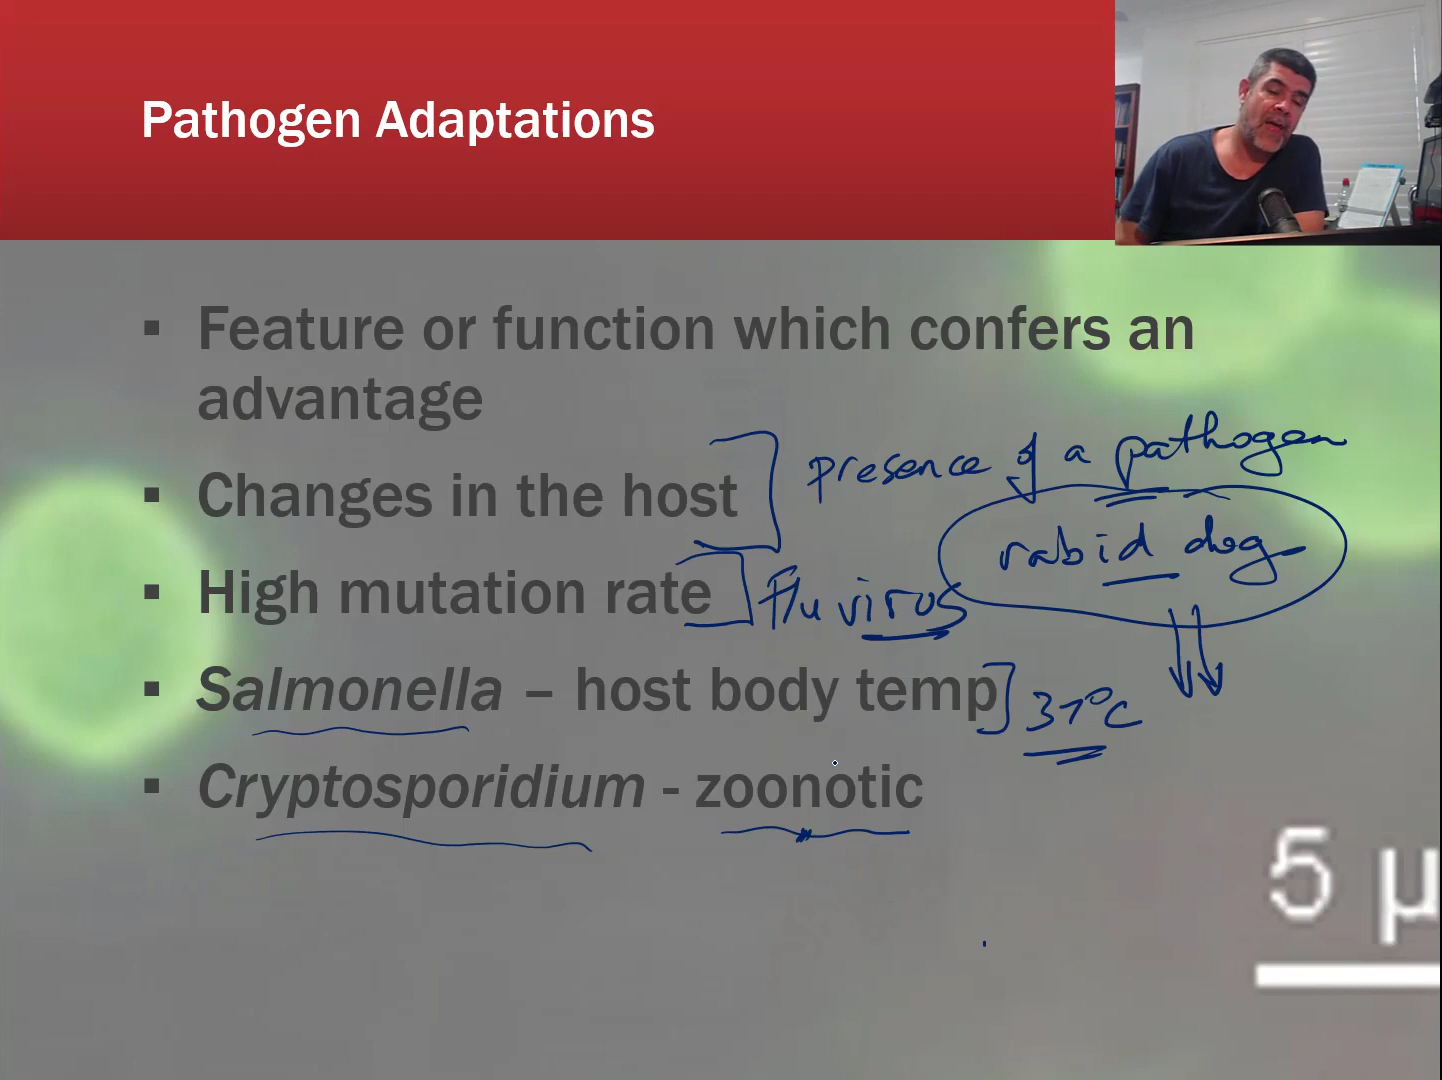 Pathogen Adaptations
▪ Feature or function which confers an
advantage
presence of a pathogen
▪ Changes in the host
rabid dog
▪ High mutation rate
Flu virus
▪ Salmonella – host body temp
37°C
▪ Cryptosporidium - zoonotic
5 µ